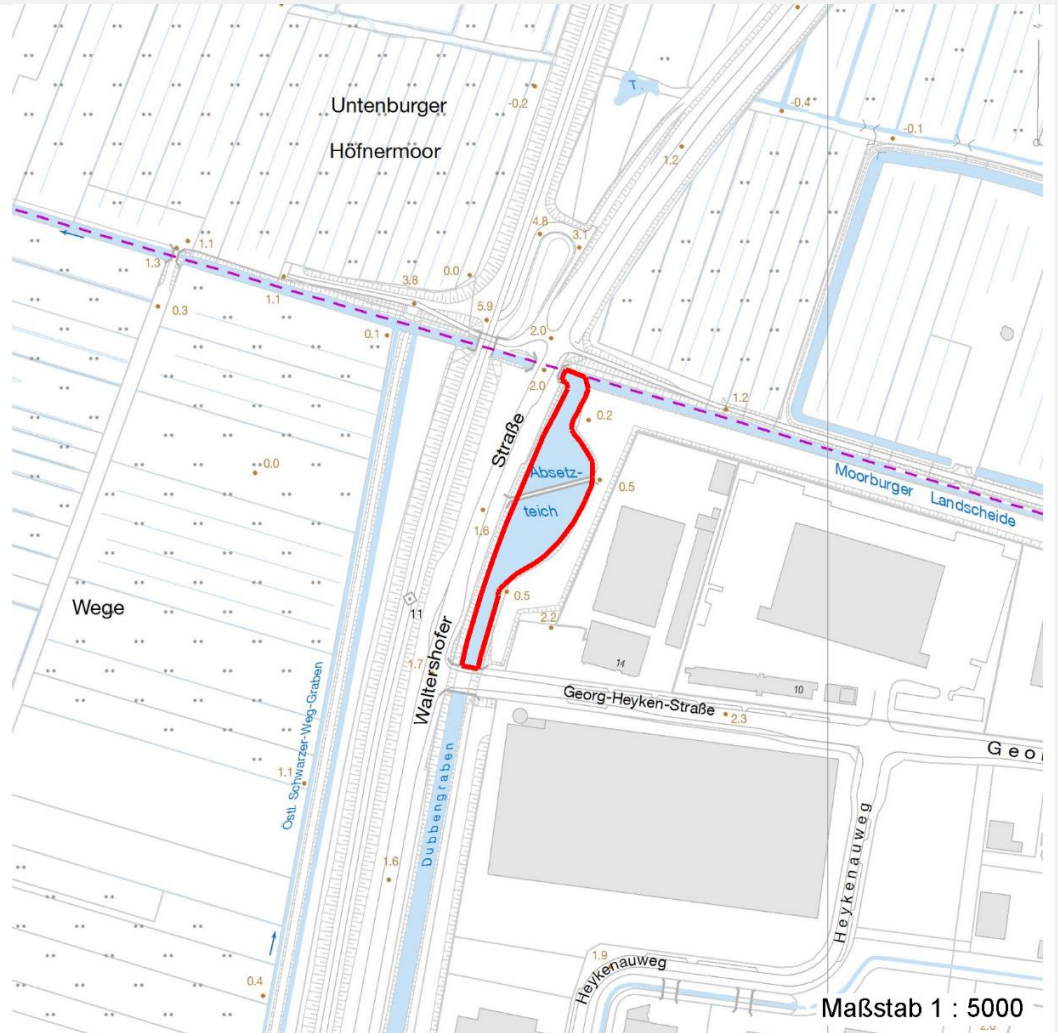 T.
-0.2
Untenburger
Höfnermoor
-0.4
-0.1
1.2
4.8
3.1
1.1
1.3
0.0
3.8
1.1
0.3
5.9
2.0
0.1
2.0
1.2
0.2
Straße
Absetz-
teich
0.0
0.5
Moorburger Landscheide
1.6
Wege
11
0.5
2.2
Waltershofer
1.7
14
10
Georg-Heyken-Straße
2.3
Östl. Schwarzer-Weg-Graben
Geor
1.1
Dubbengraben
1.6
Heykenauweg
1.9
Heykenauweg
0.4
Maßstab 1 : 5000